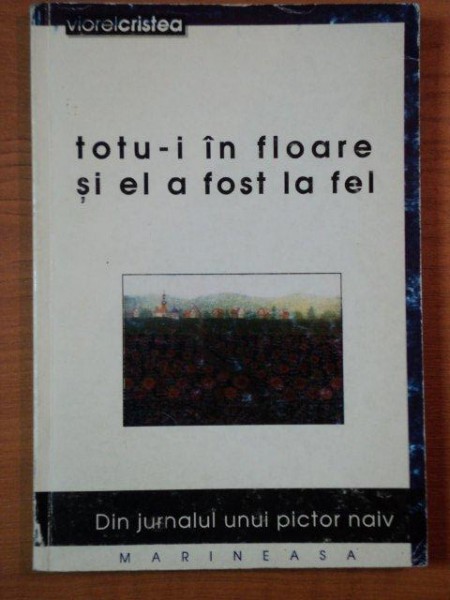 viorelcristea
totu-i în floare
și el a fost la fel
Din jurnalul unui pictor naiv
MARINEASA